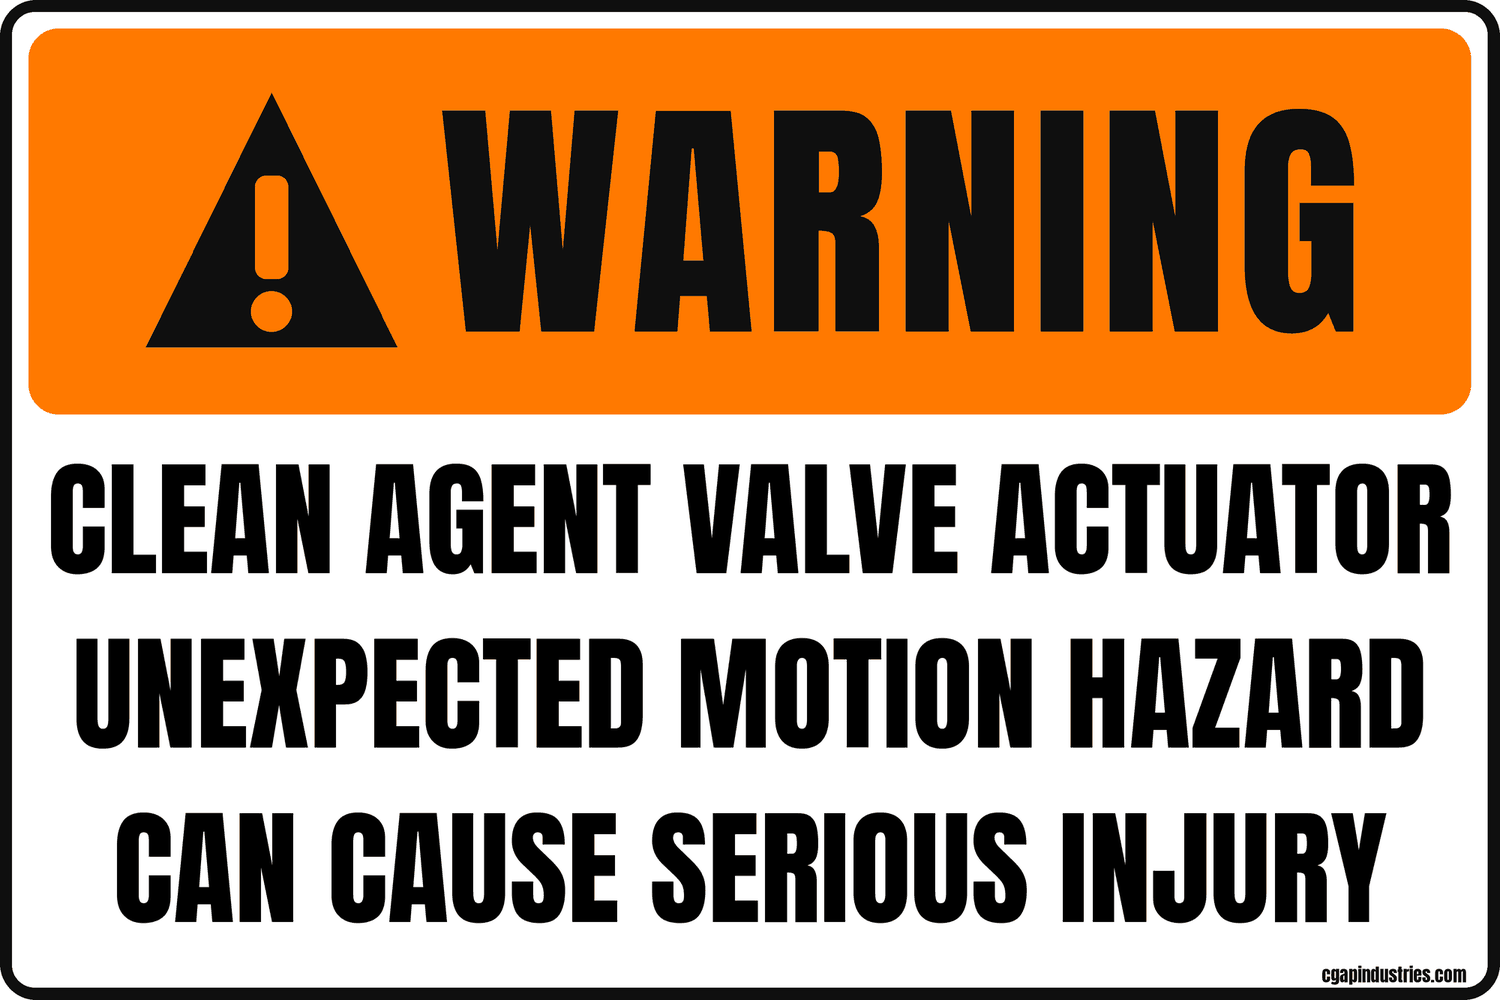 WARNING
CLEAN AGENT VALVE ACTUATOR
UNEXPECTED MOTION HAZARD
CAN CAUSE SERIOUS INJURY
cgapindustries.com